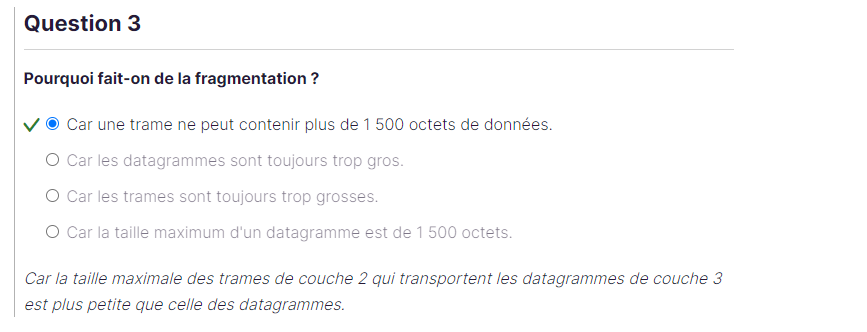 Question 3
Pourquoi fait-on de la fragmentation ?
Car une trame ne peut contenir plus de 1 500 octets de données.
Car les datagrammes sont toujours trop gros.
Car les trames sont toujours trop grosses.
Car la taille maximum d'un datagramme est de 1 500 octets.
Car la taille maximale des trames de couche 2 qui transportent les datagrammes de couche 3
est plus petite que celle des datagrammes.